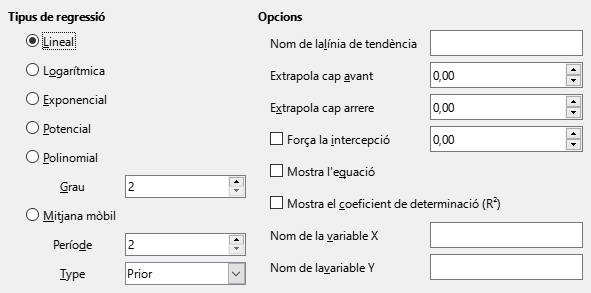 Tipus de regressió
Lineal
Logarítmica
Exponencial
Potencial
Polinomial
Grau 2
Mitjana mòbil
Període 2
Type Prior
Opcions
Nom de lalínia de tendència
Extrapola cap avant 0,00
Extrapola cap arrere 0,00
Força la intercepció 0,00
Mostra l'equació
Mostra el coeficient de determinació (R²)
Nom de la variable X
Nom de lavariable Y